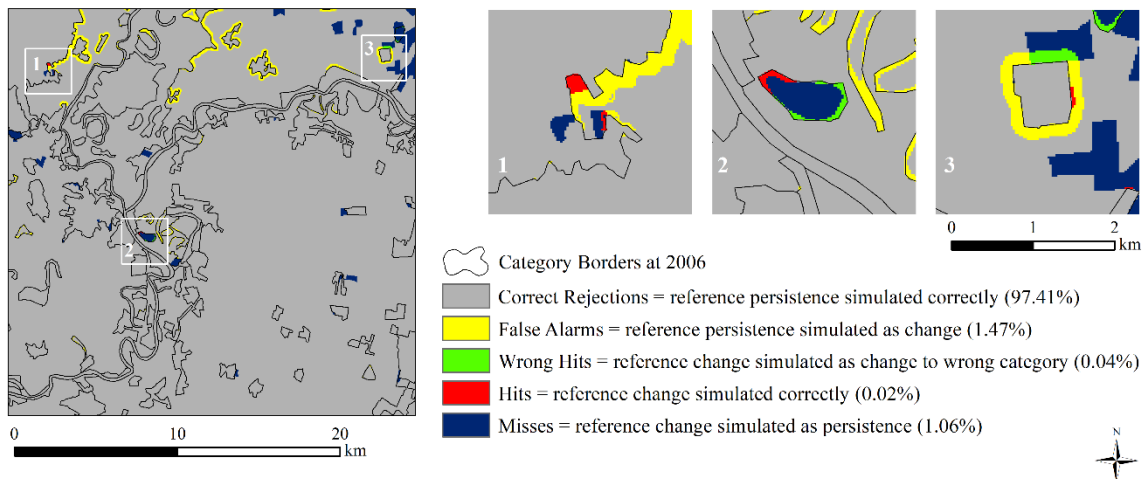 1
3
2
0 10 20
km
1
2
3
0 1 2
km
Category Borders at 2006
Correct Rejections = reference persistence simulated correctly (97.41%)
False Alarms = reference persistence simulated as change (1.47%)
Wrong Hits = reference change simulated as change to wrong category (0.04%)
Hits = reference change simulated correctly (0.02%)
Misses = reference change simulated as persistence (1.06%)
N